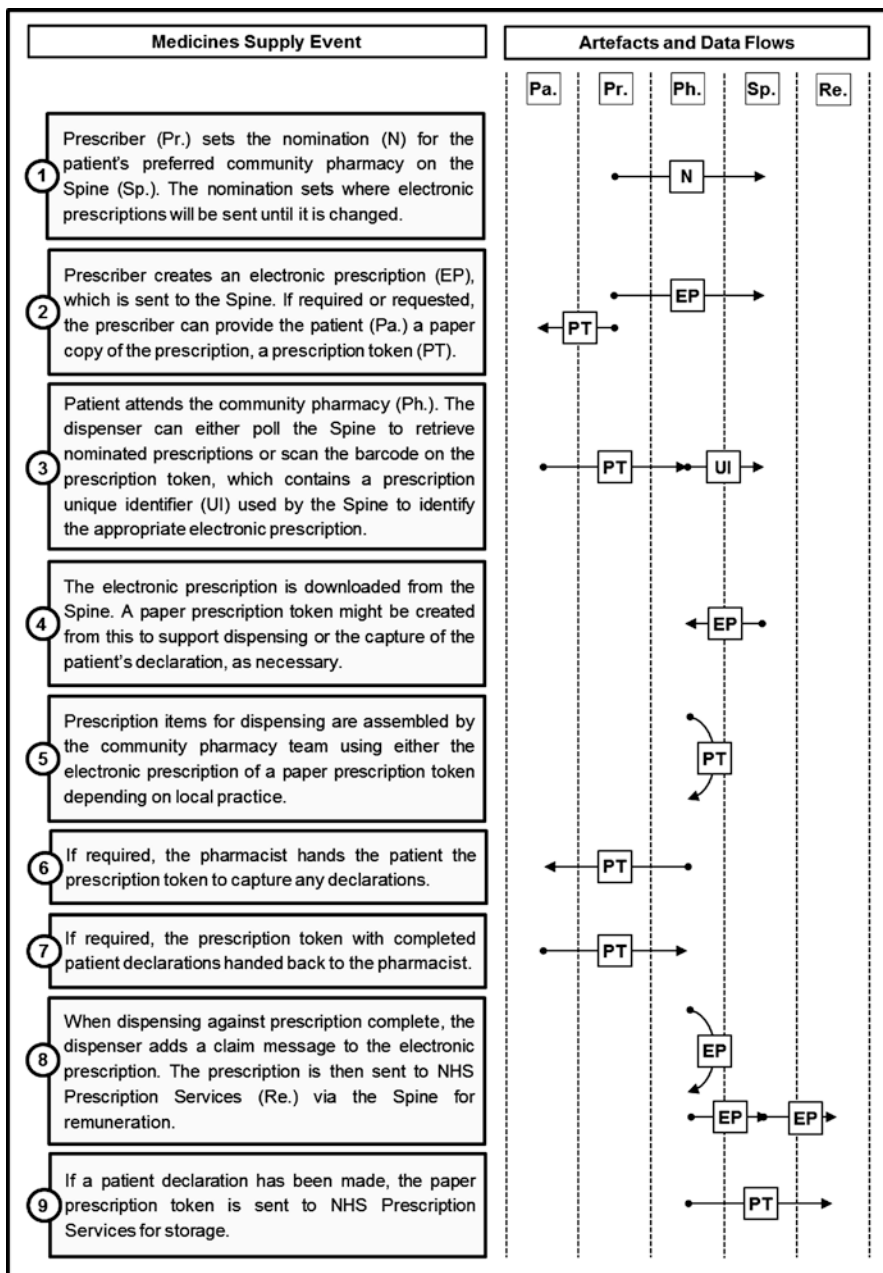 Medicines Supply Event
Artefacts and Data Flows
Pa. Pr. Ph. Sp. Re.
1
Prescriber (Pr.) sets the nomination (N) for the
patient's preferred community pharmacy on the
Spine (Sp.). The nomination sets where electronic
prescriptions will be sent until it is changed.
N
2
Prescriber creates an electronic prescription (EP),
which is sent to the Spine. If required or requested,
the prescriber can provide the patient (Pa.) a paper
copy of the prescription, a prescription token (PT).
EP
PT
3
Patient attends the community pharmacy (Ph.). The
dispenser can either poll the Spine to retrieve
nominated prescriptions or scan the barcode on the
prescription token, which contains a prescription
unique identifier (UI) used by the Spine to identify
the appropriate electronic prescription.
PT UI
4
The electronic prescription is downloaded from the
Spine. A paper prescription token might be created
from this to support dispensing or the capture of the
patient's declaration, as necessary.
EP
5
Prescription items for dispensing are assembled by
the community pharmacy team using either the
electronic prescription of a paper prescription token
depending on local practice.
PT
6
If required, the pharmacist hands the patient the
prescription token to capture any declarations.
PT
7
If required, the prescription token with completed
patient declarations handed back to the pharmacist.
PT
8
When dispensing against prescription complete, the
dispenser adds a claim message to the electronic
prescription. The prescription is then sent to NHS
Prescription Services (Re.) via the Spine for
remuneration.
EP
EP EP
9
If a patient declaration has been made, the paper
prescription token is sent to NHS Prescription
Services for storage.
PT